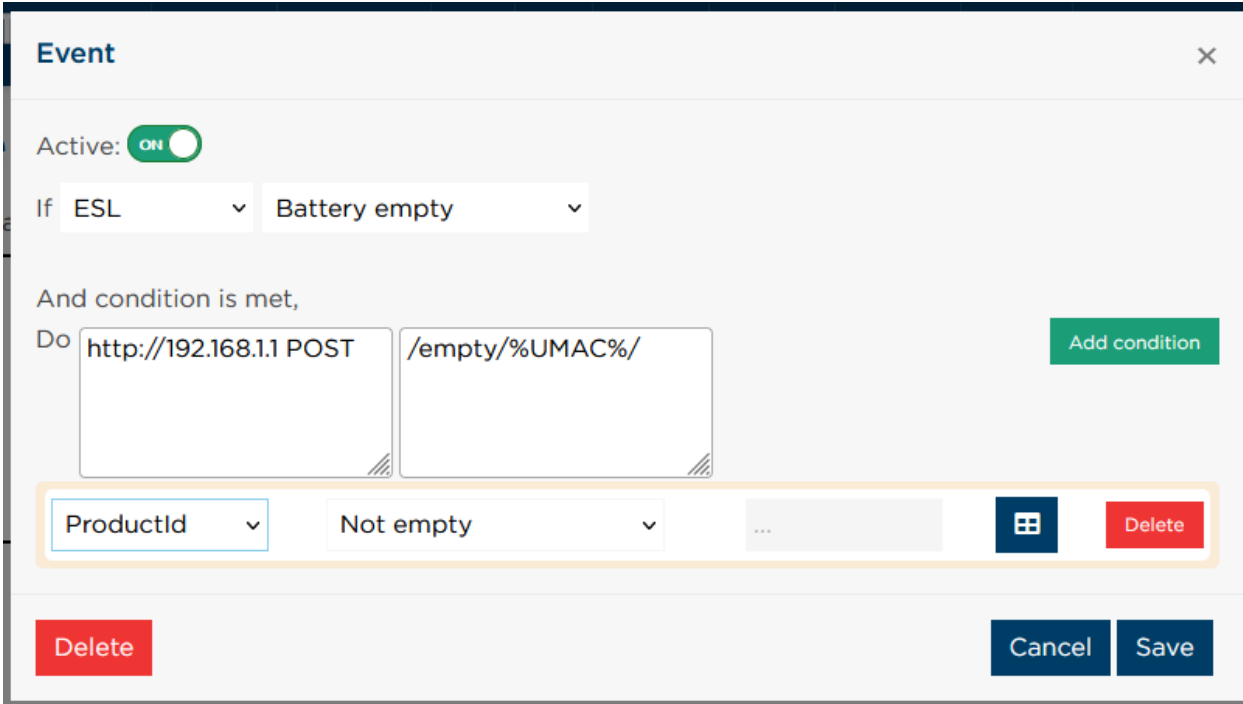 Event ×
Active: ON
If ESL Battery empty
And condition is met,
Do http://192.168.1.1 POST /empty/%UMAC%/ Add condition
ProductId Not empty ... Delete
Delete Cancel Save